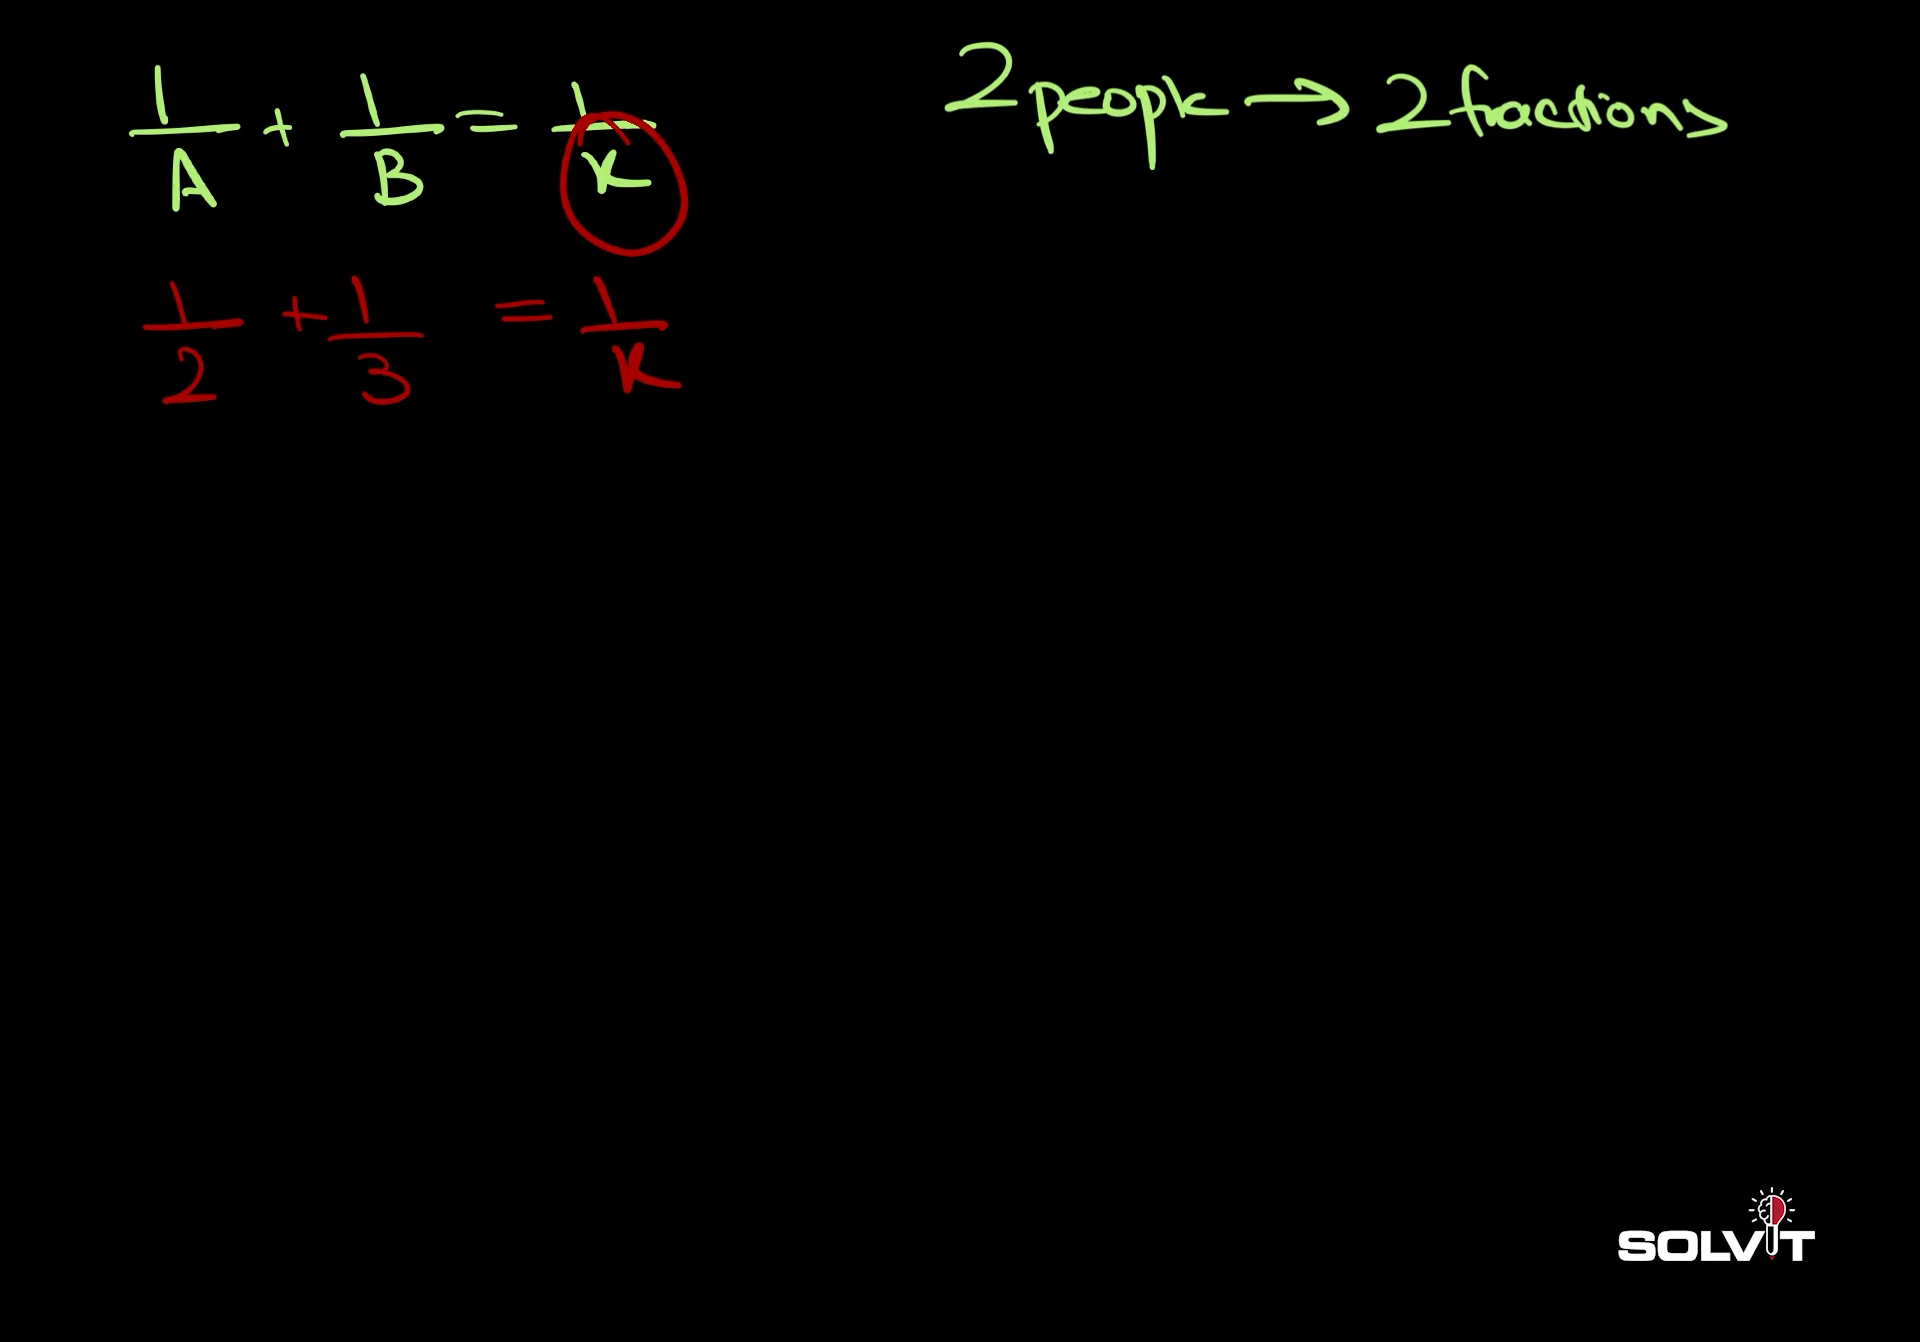 1/A + 1/B = 1/K
2 people → 2 fractions
1/2 + 1/3 = 1/K
SOLVIT